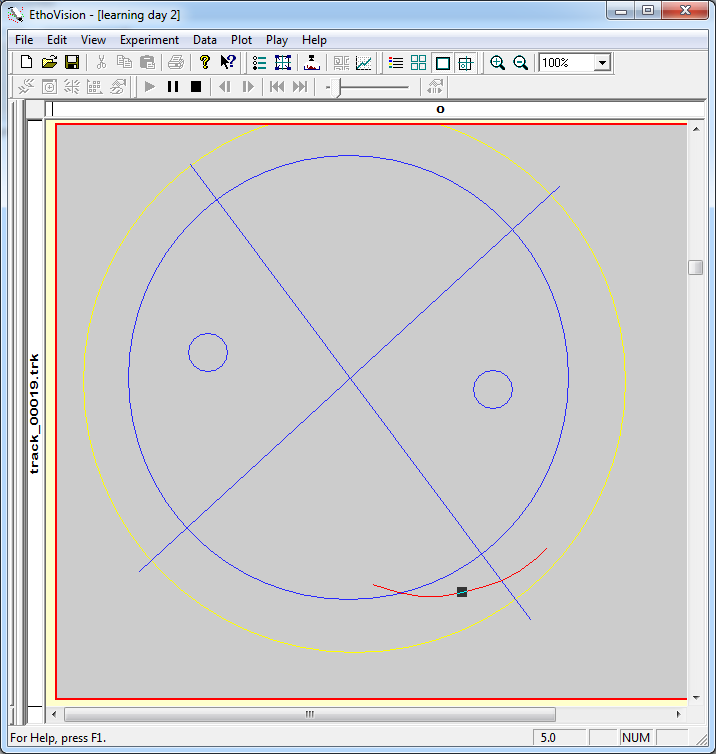 EthoVision - [learning day 2]
File Edit View Experiment Data Plot Play Help
100%
o
track_00019.trk
For Help, press F1.
5.0
NUM